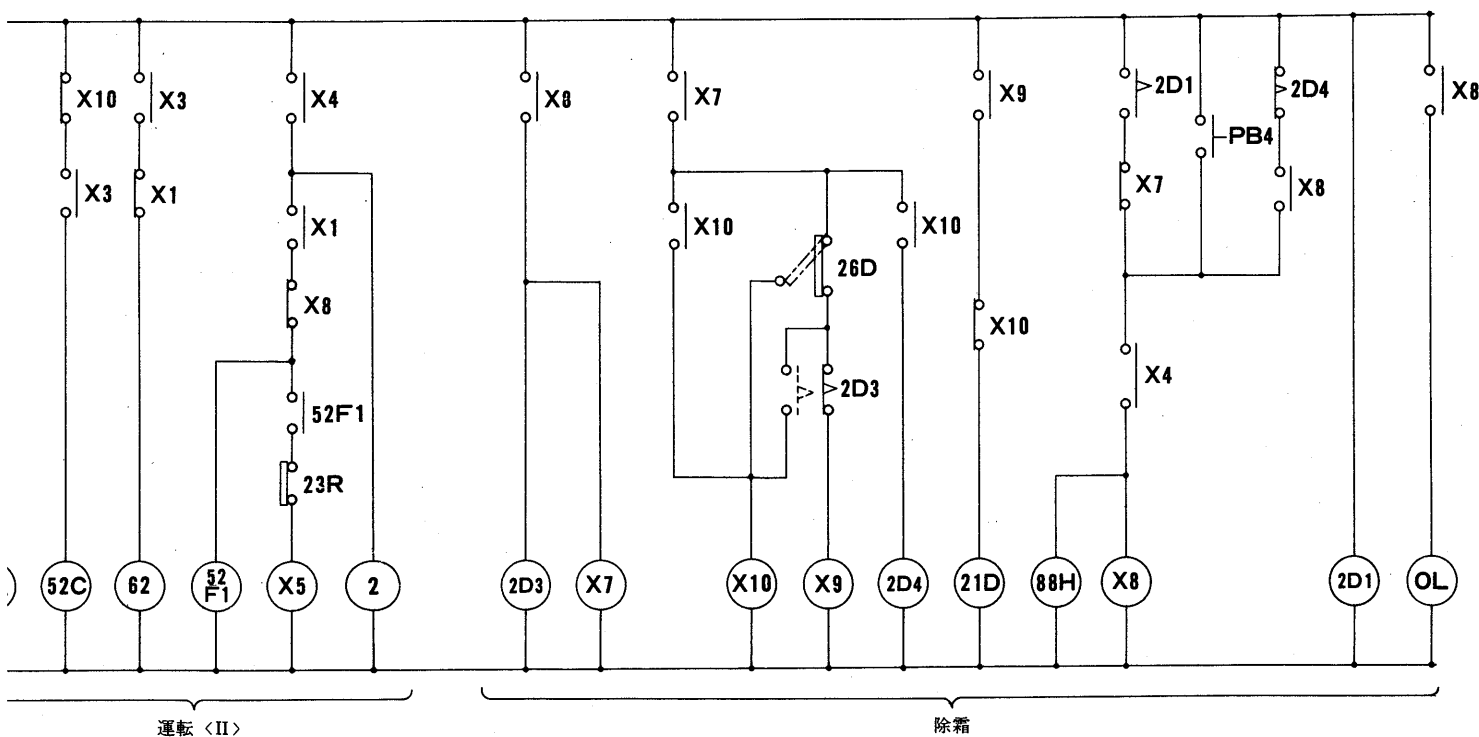 X10
X3
X4
X8
X7
X9
2D1
2D4
X8
PB4
X3
X1
X7
X8
X1
X10
X10
26D
X8
X10
2D3
X4
52F1
23R
52C
62
52
F1
X5
2
2D3
X7
X10
X9
2D4
21D
88H
X8
2D1
OL
運転〈II〉
除霜